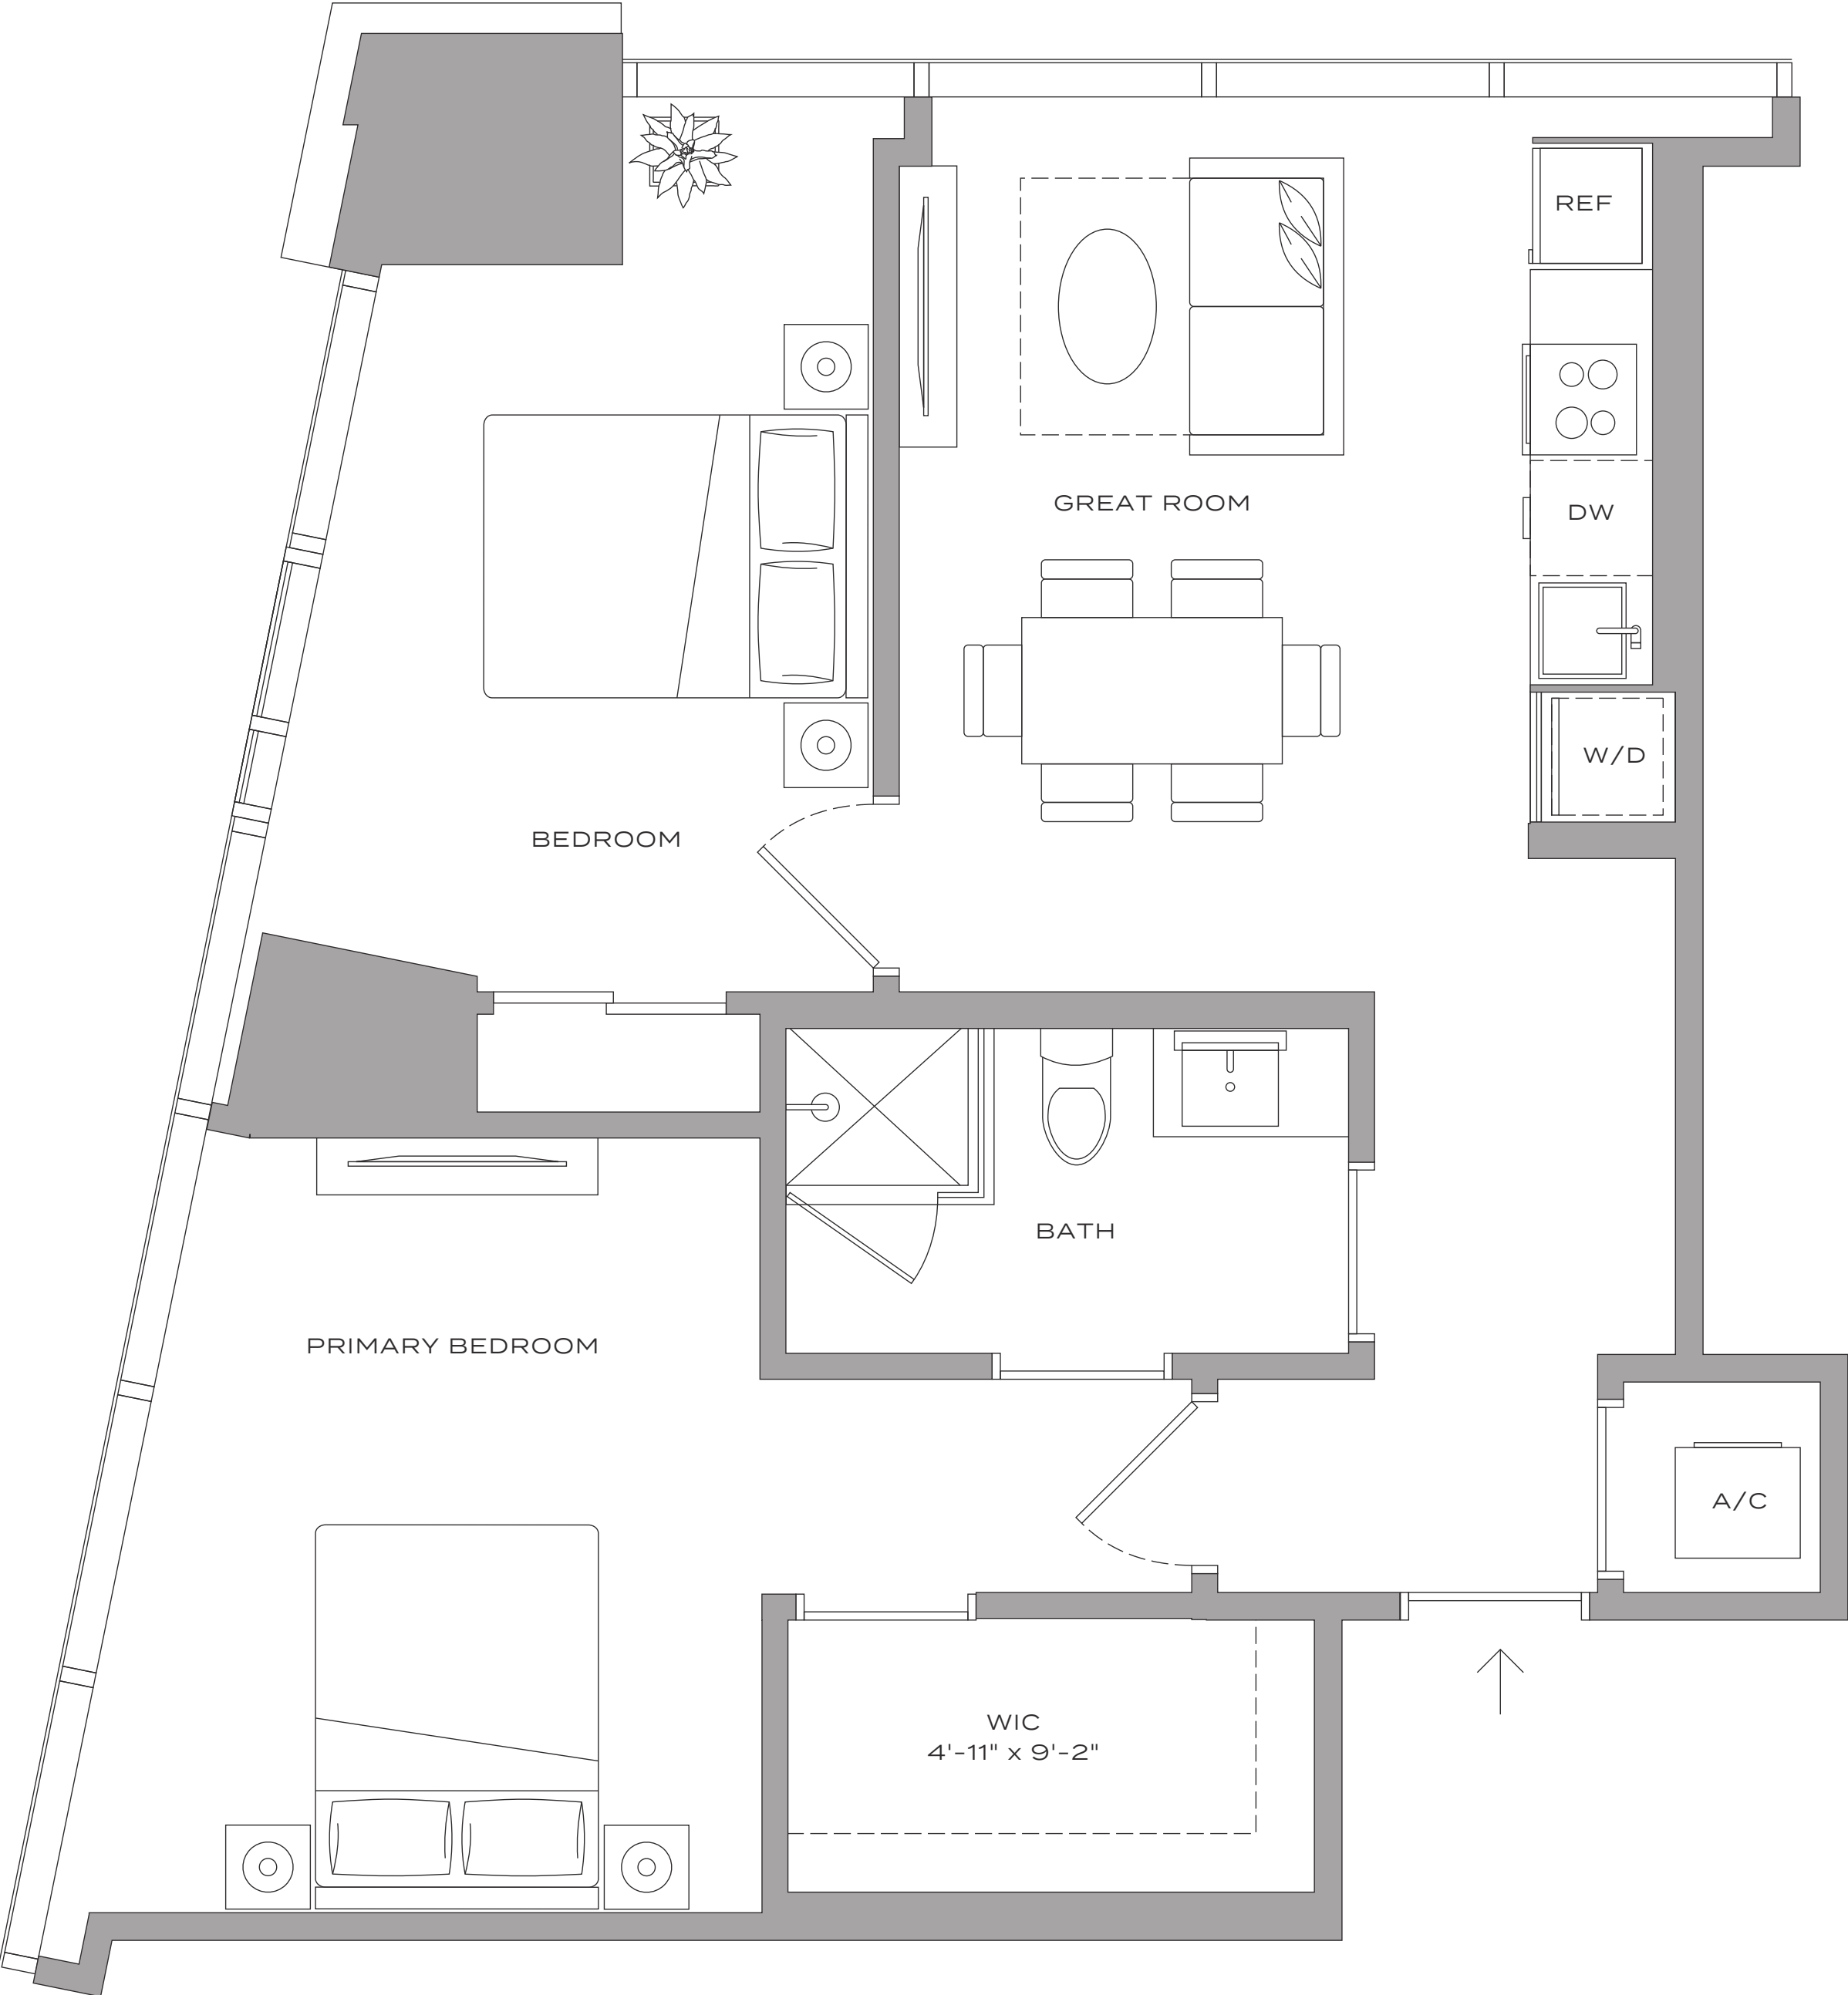 REF
GREAT ROOM
DW
W/D
BEDROOM
BATH
PRIMARY BEDROOM
A/C
WIC
4'-11" x 9'-2"